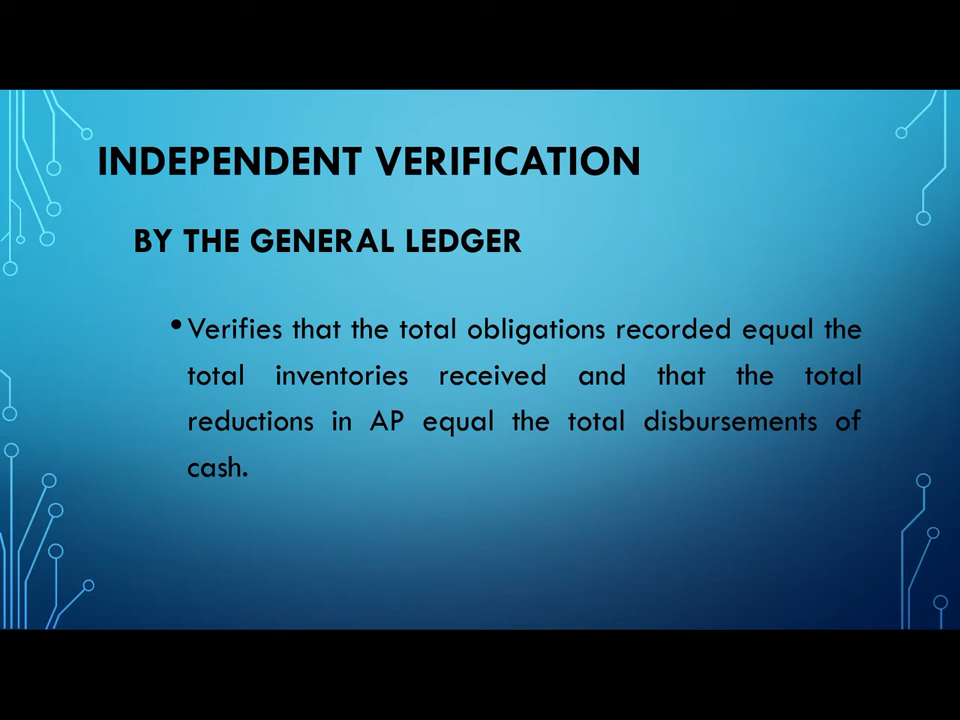 INDEPENDENT VERIFICATION
BY THE GENERAL LEDGER
•Verifies that the total obligations recorded equal the
total inventories received and that the total
reductions in AP equal the total disbursements of
cash.